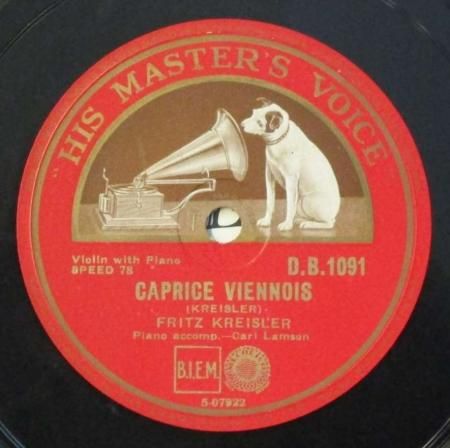 "HIS MASTER'S VOICE"
Violin with Piano
SPEED 78
D.B.1091
CAPRICE VIENNOIS
(KREISLER)
FRITZ KREISLER
Piano accomp.—Carl Lamson
B.I.E.M.
5-07922